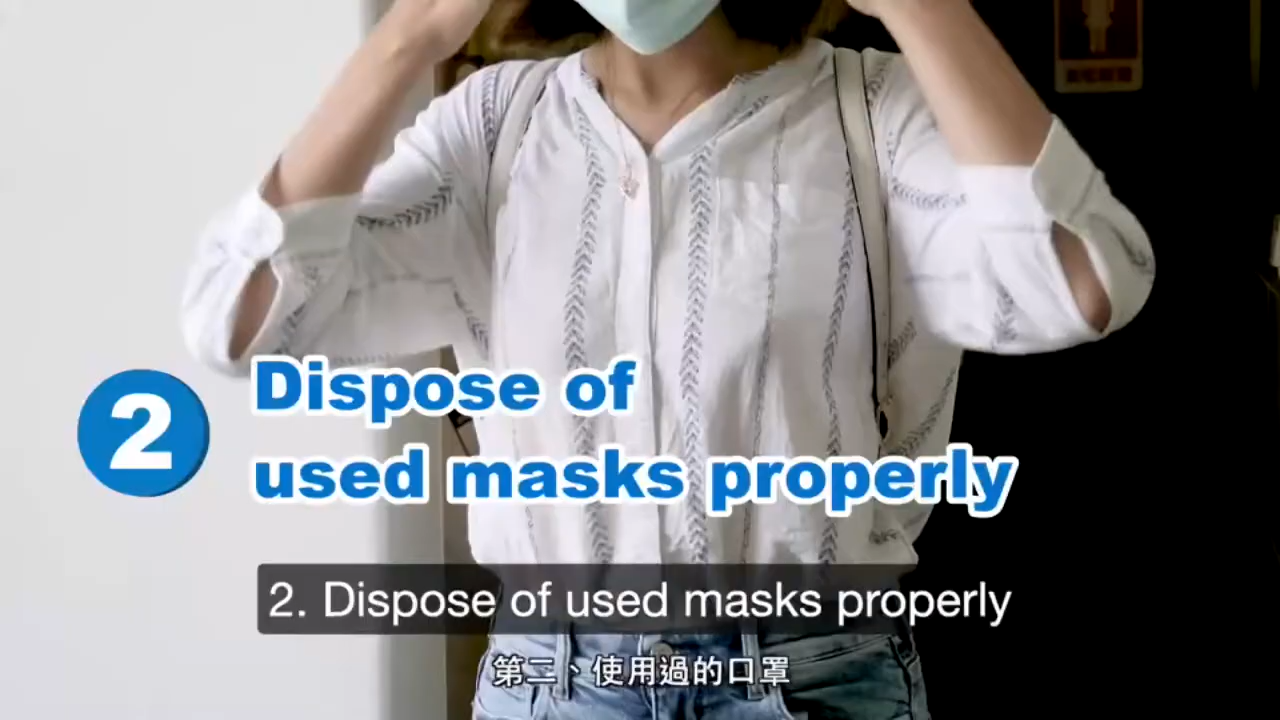 2
Dispose of
used masks properly
2. Dispose of used masks properly
第二、使用過的口罩